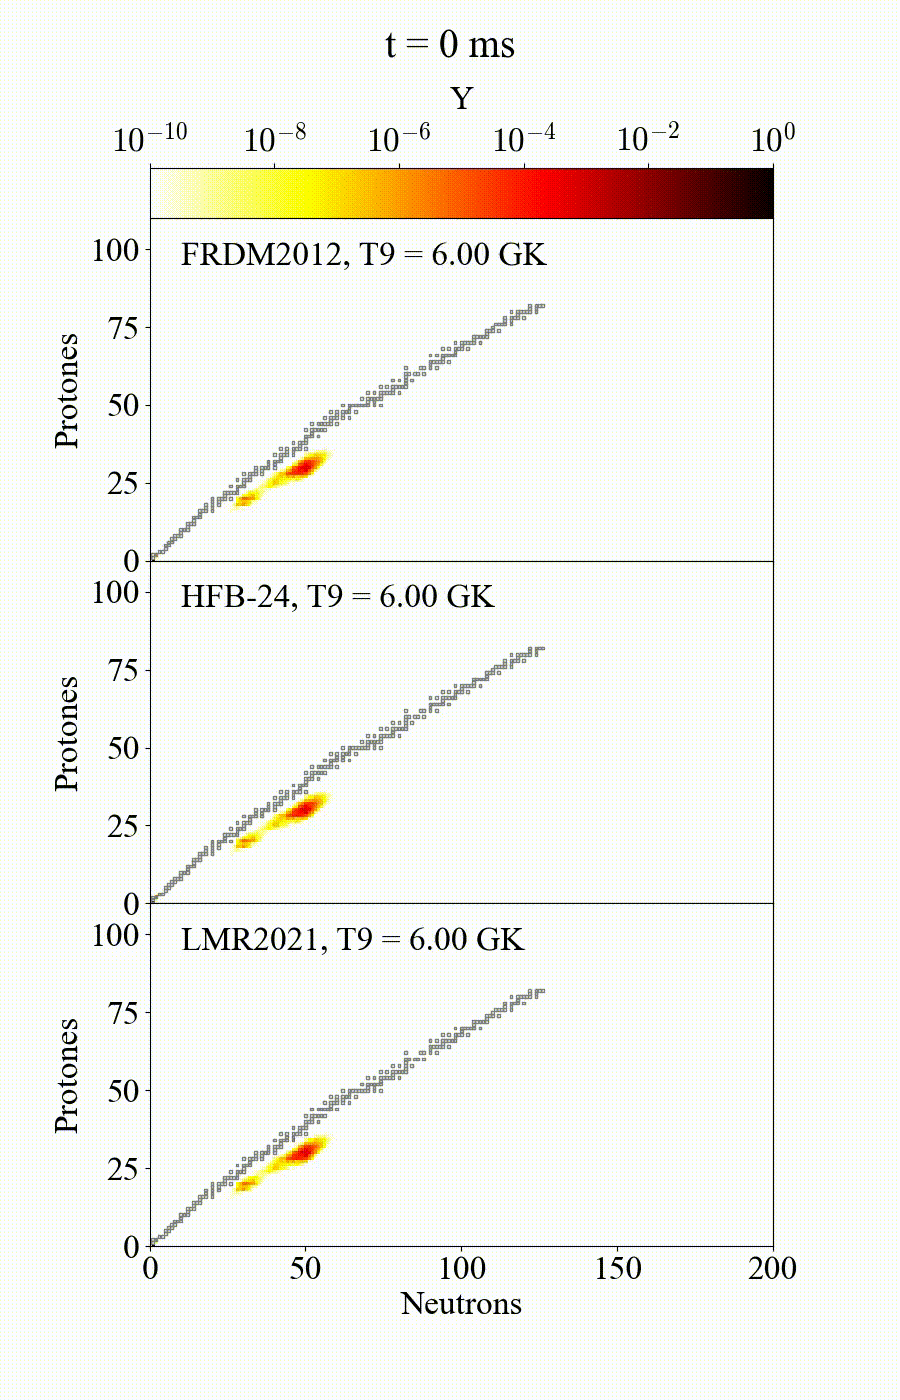 t = 0 ms
Y
10⁻¹⁰ 10⁻⁸ 10⁻⁶ 10⁻⁴ 10⁻² 10⁰
FRDM2012, T9 = 6.00 GK
100
75
50
25
0
Protones
HFB-24, T9 = 6.00 GK
100
75
50
25
0
Protones
LMR2021, T9 = 6.00 GK
100
75
50
25
0
Protones
0 50 100 150 200
Neutrons